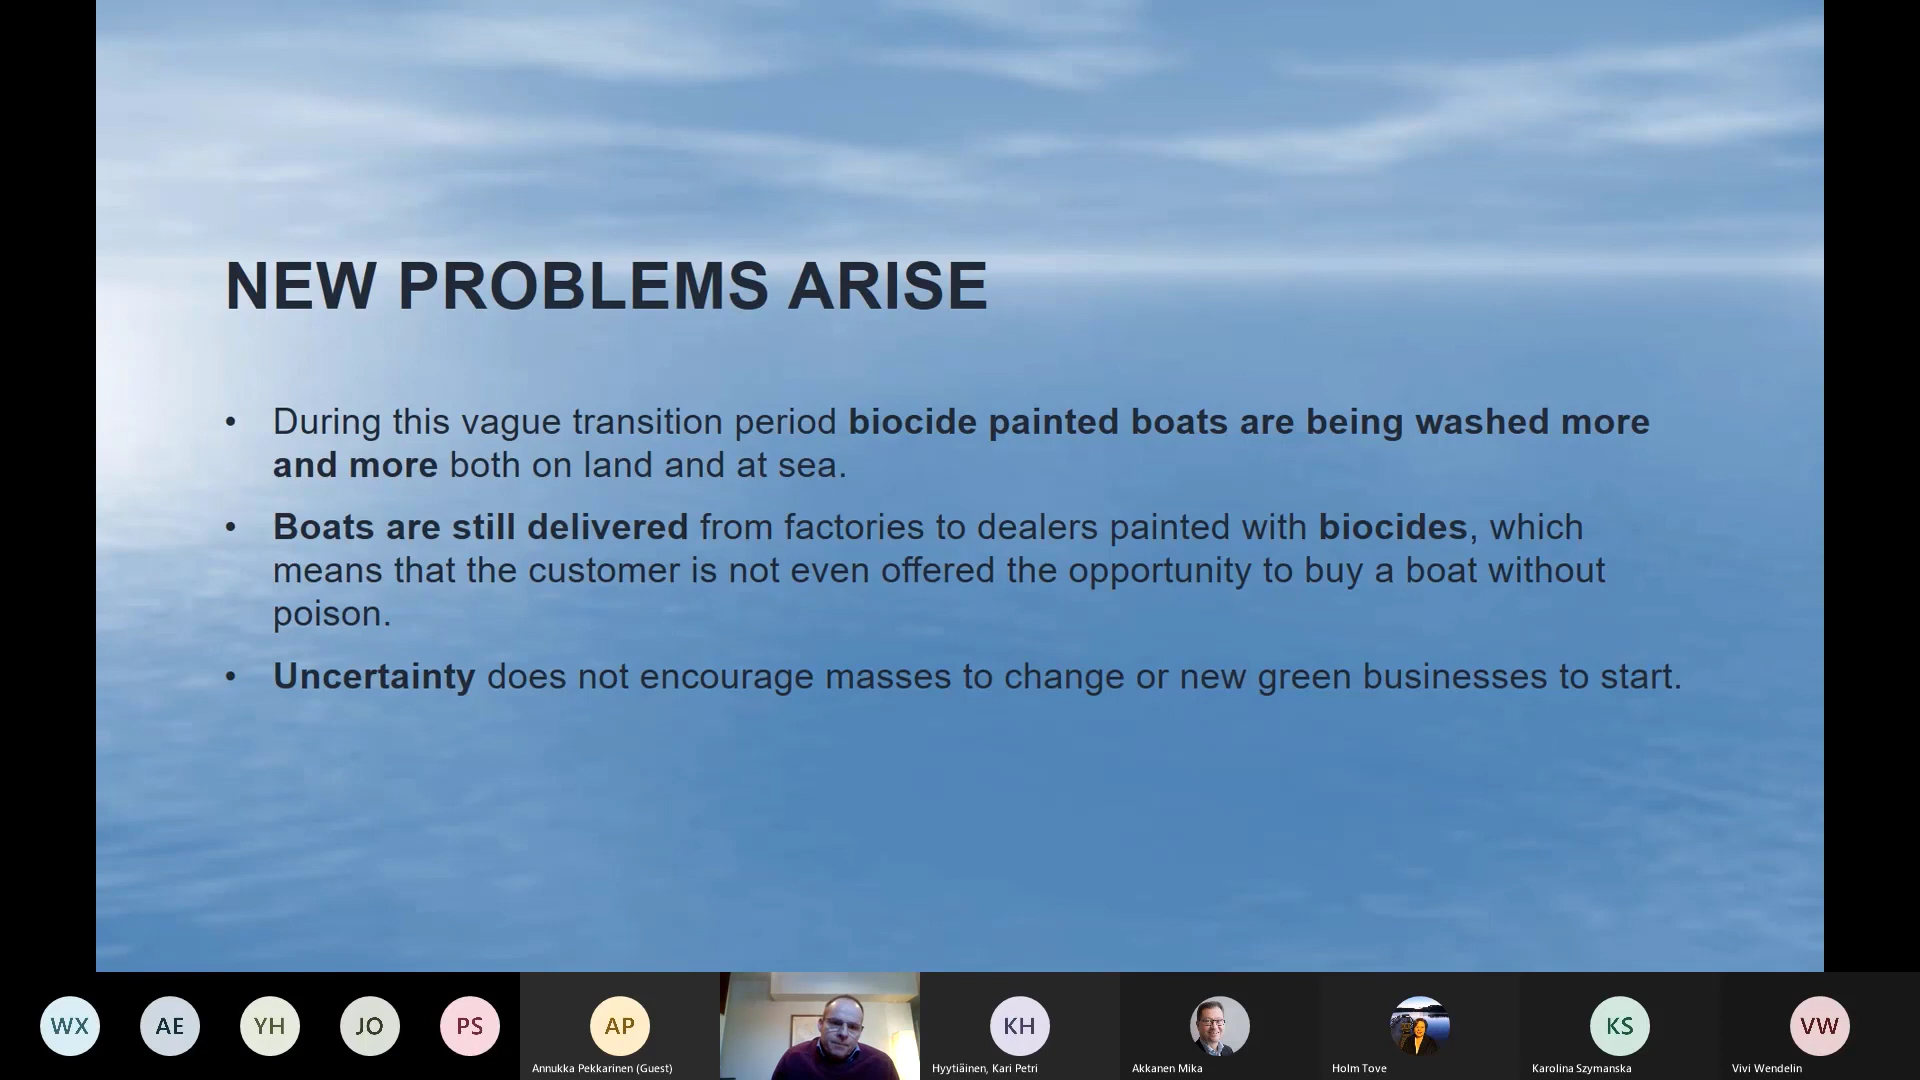 NEW PROBLEMS ARISE
• During this vague transition period biocide painted boats are being washed more
and more both on land and at sea.
• Boats are still delivered from factories to dealers painted with biocides, which
means that the customer is not even offered the opportunity to buy a boat without
poison.
• Uncertainty does not encourage masses to change or new green businesses to start.
WX
AE
YH
JO
PS
AP
KH
KS
VW
Annukka Pekkarinen (Guest)
Hyytiäinen, Kari Petri
Akkanen Mika
Holm Tove
Karolina Szymanska
Vivi Wendelin